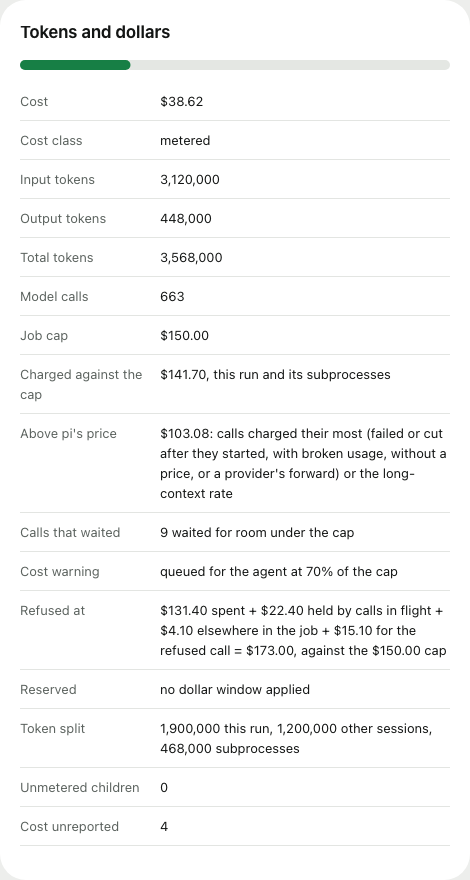 Tokens and dollars
Cost $38.62
Cost class metered
Input tokens 3,120,000
Output tokens 448,000
Total tokens 3,568,000
Model calls 663
Job cap $150.00
Charged against the cap $141.70, this run and its subprocesses
Above pi's price $103.08: calls charged their most (failed or cut
after they started, with broken usage, without a
price, or a provider's forward) or the long-
context rate
Calls that waited 9 waited for room under the cap
Cost warning queued for the agent at 70% of the cap
Refused at $131.40 spent + $22.40 held by calls in flight +
$4.10 elsewhere in the job + $15.10 for the
refused call = $173.00, against the $150.00 cap
Reserved no dollar window applied
Token split 1,900,000 this run, 1,200,000 other sessions,
468,000 subprocesses
Unmetered children 0
Cost unreported 4